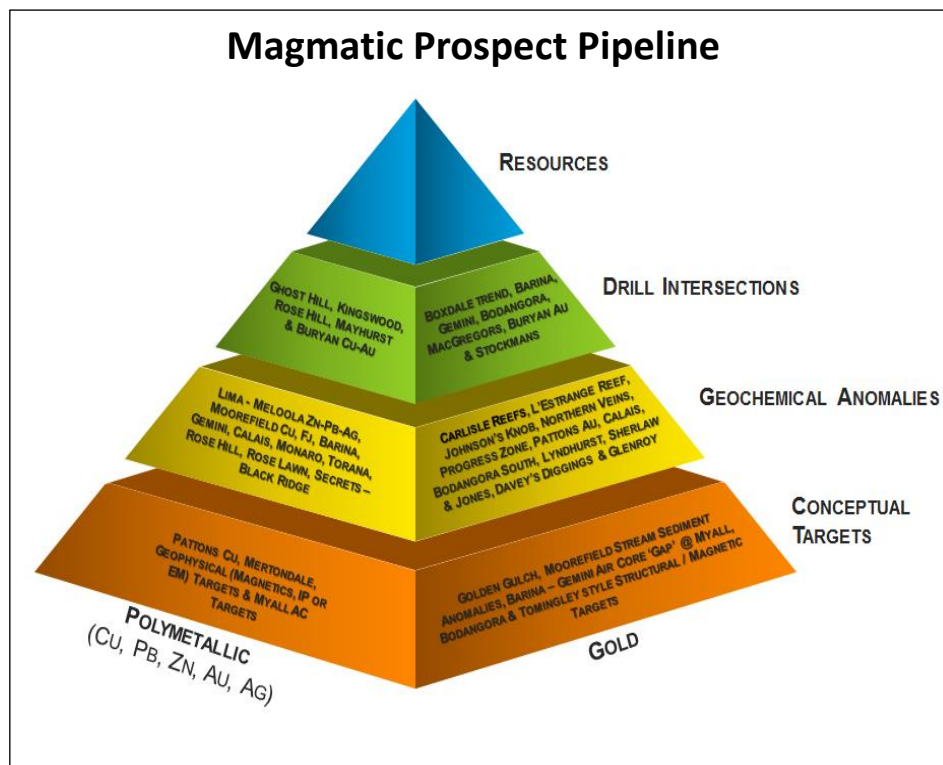 Magmatic Prospect Pipeline
RESOURCES
DRILL INTERSECTIONS
GHOST HILL, KINGSWOOD,
ROSE HILL, MAYHURST
& BURYAN CU-AU
BOXDALE TREND, BARINA,
GEMINI, BODANGORA,
MACGREGORS, BURYAN AU
& STOCKMANS
GEOCHEMICAL ANOMALIES
LIMA - MELOOLA ZN-PB-AG,
MOOREFIELD CU, FJ, BARINA,
GEMINI, CALAIS, MONARO, TORANA,
ROSE HILL, ROSE LAWN, SECRETS –
BLACK RIDGE
CARLISLE REEFS, L'ESTRANGE REEF,
JOHNSON'S KNOB, NORTHERN VEINS,
PROGRESS ZONE, PATTONS AU, CALAIS,
BODANGORA SOUTH, LYNDHURST, SHERLAW
& JONES, DAVEY'S DIGGINGS & GLENROY
CONCEPTUAL
TARGETS
PATTONS CU, MERTONDALE,
GEOPHYSICAL (MAGNETICS, IP OR
EM) TARGETS & MYALL AC
TARGETS
GOLDEN GULCH, MOOREFIELD STREAM SEDIMENT
ANOMALIES, BARINA – GEMINI AIR CORE 'GAP' @ MYALL,
BODANGORA & TOMINGLEY STYLE STRUCTURAL / MAGNETIC
TARGETS
POLYMETALLIC
(CU, PB, ZN, AU, AG)
GOLD